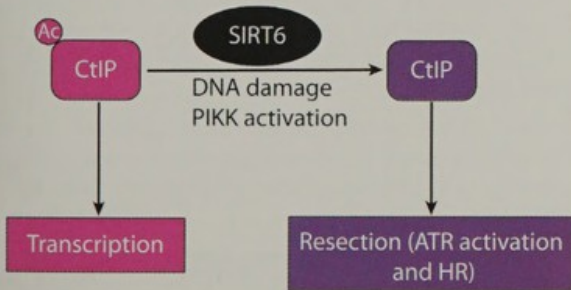 Ac
SIRT6
CtIP
CtIP
DNA damage
PIKK activation
Transcription
Resection (ATR activation
and HR)